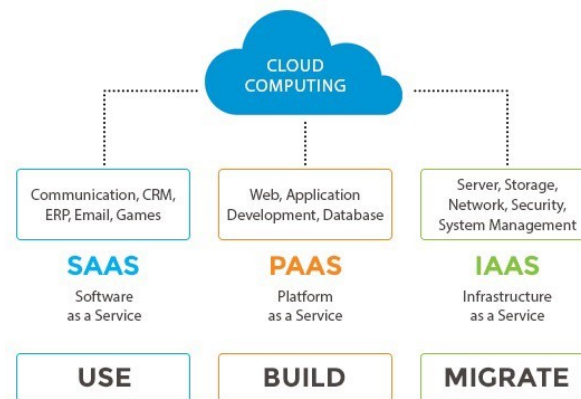 CLOUD
COMPUTING
Communication, CRM,
ERP, Email, Games
SAAS
Software
as a Service
USE
Web, Application
Development, Database
PAAS
Platform
as a Service
BUILD
Server, Storage,
Network, Security,
System Management
IAAS
Infrastructure
as a Service
MIGRATE